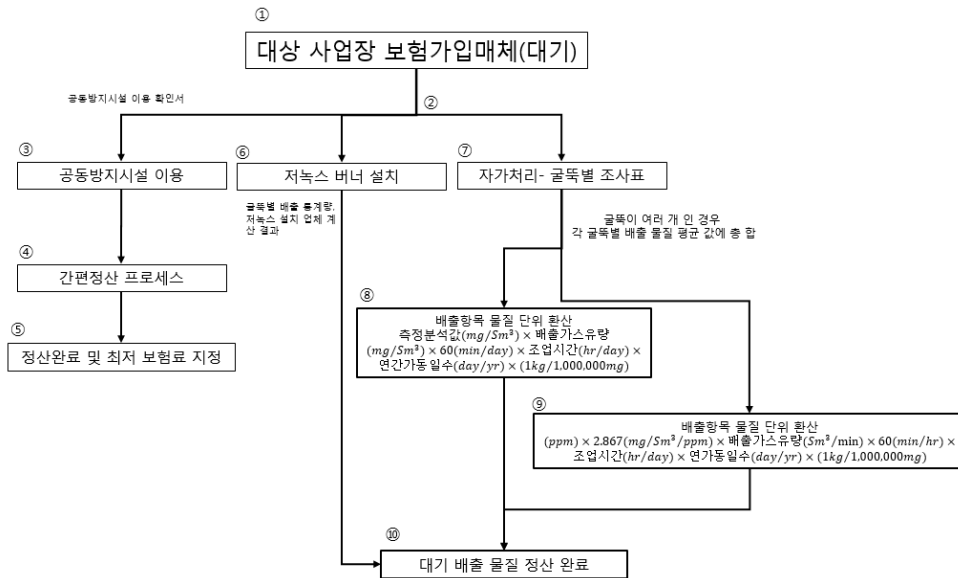 ①
대상 사업장 보험가입매체(대기)
공동방지시설 이용 확인서
②
③
공동방지시설 이용
⑥
저녹스 버너 설치
⑦
자가처리- 굴뚝별 조사표
굴뚝별 배출 통계량,
저녹스 설치 업체 계
산 결과
굴뚝이 여러 개 인 경우
각 굴뚝별 배출 물질 평균 값에 총 합
④
간편정산 프로세스
⑤
정산완료 및 최저 보험료 지정
⑧
배출항목 물질 단위 환산
측정분석값(mg/Sm³) × 배출가스유량
(mg/Sm³) × 60(min/day) × 조업시간(hr/day) ×
연간가동일수(day/yr) × (1kg/1,000,000mg)
⑨
배출항목 물질 단위 환산
(ppm) × 2.867(mg/Sm³/ppm) × 배출가스유량(Sm³/min) × 60(min/hr) ×
조업시간(hr/day) × 연가동일수(day/yr) × (1kg/1,000,000mg)
⑩
대기 배출 물질 정산 완료